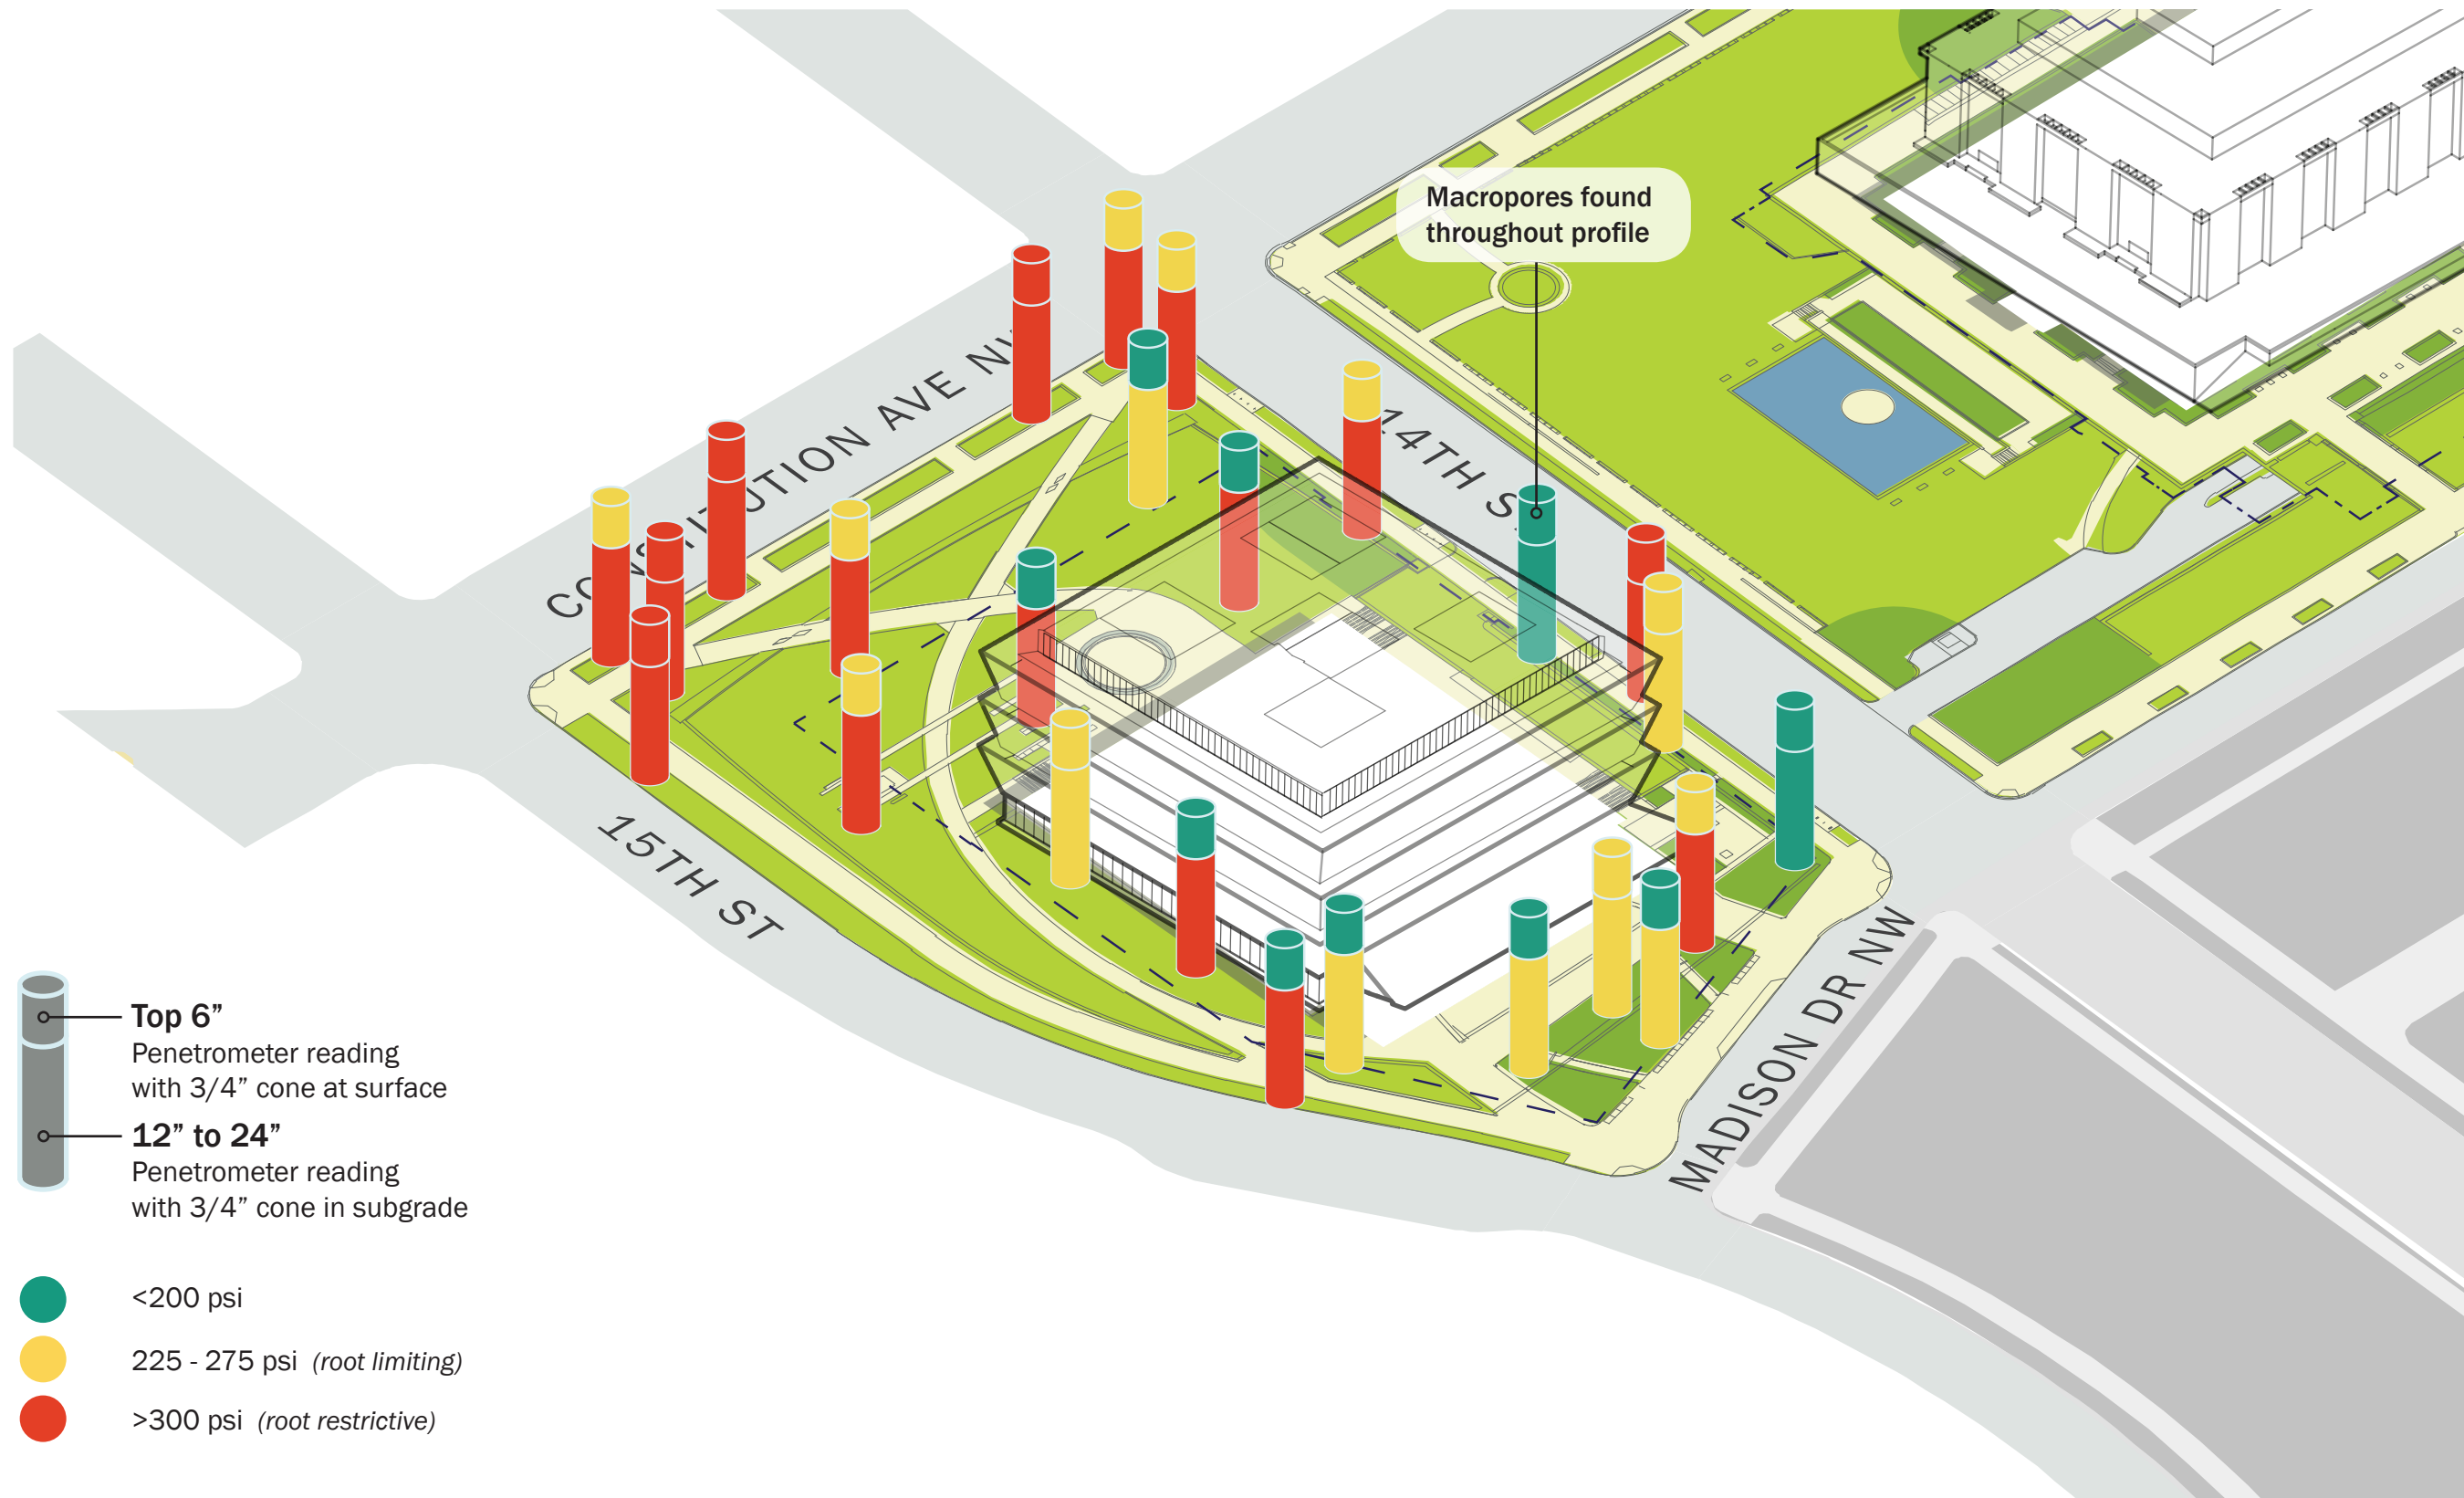 Macropores found
throughout profile
CONSTITUTION AVE NW
14TH ST
15TH ST
MADISON DR NW
Top 6”
Penetrometer reading
with 3/4” cone at surface
12” to 24”
Penetrometer reading
with 3/4” cone in subgrade
<200 psi
225 - 275 psi (root limiting)
>300 psi (root restrictive)